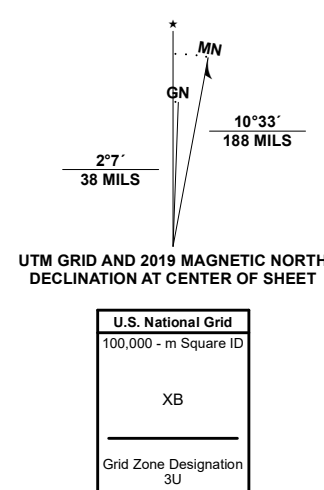 ★
MN
GN
10°33´
188 MILS
2°7´
38 MILS
UTM GRID AND 2019 MAGNETIC NORTH
DECLINATION AT CENTER OF SHEET
U.S. National Grid
100,000 - m Square ID
XB
Grid Zone Designation
3U